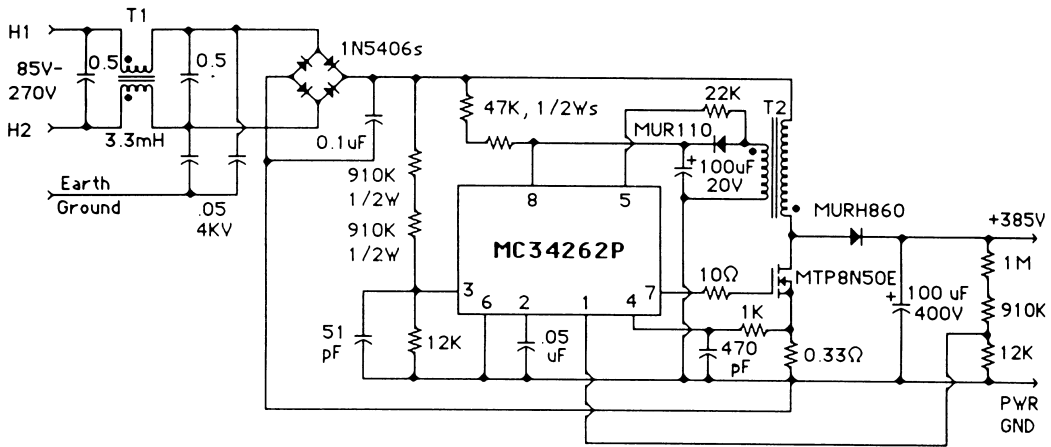 T1
H1
0.5
0.5
1N5406s
85V-
270V
H2
3.3mH
0.1uF
Earth
Ground
.05
4KV
910K
1/2W
910K
1/2W
47K, 1/2Ws
22K
T2
MUR110
+
100uF
20V
8
5
MC34262P
3
6
2
1
4
7
10Ω
MURH860
+385V
MTP8N50E
1M
+
100 uF
400V
910K
51
pF
12K
.05
uF
1K
470
pF
0.33Ω
12K
PWR
GND